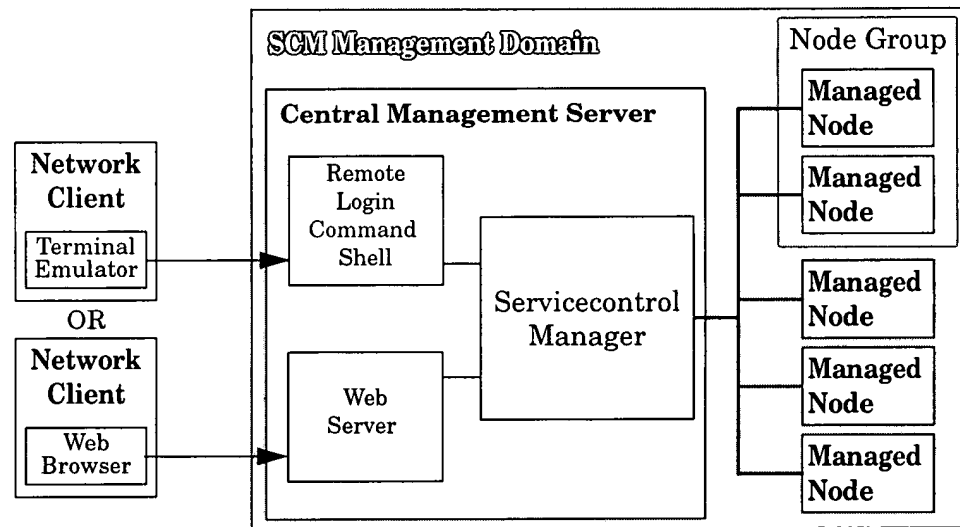 SCM Management Domain
Node Group
Managed
Node
Managed
Node
Central Management Server
Network
Client
Terminal
Emulator
Remote
Login
Command
Shell
OR
Network
Client
Web
Browser
Web
Server
Servicecontrol
Manager
Managed
Node
Managed
Node
Managed
Node